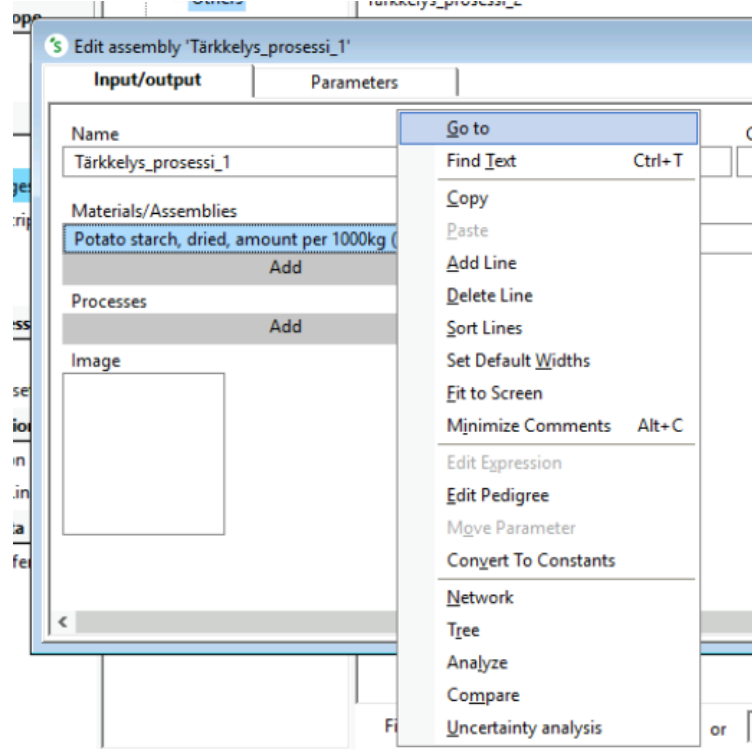 Others
Tärkkelys_prosessi_2
Edit assembly 'Tärkkelys_prosessi_1'
Input/output
Parameters
Name
Tärkkelys_prosessi_1
Materials/Assemblies
Potato starch, dried, amount per 1000kg (
Add
Processes
Add
Image
Go to
Find Text Ctrl+T
Copy
Paste
Add Line
Delete Line
Sort Lines
Set Default Widths
Fit to Screen
Minimize Comments Alt+C
Edit Expression
Edit Pedigree
Move Parameter
Convert To Constants
Network
Tree
Analyze
Compare
Uncertainty analysis
or